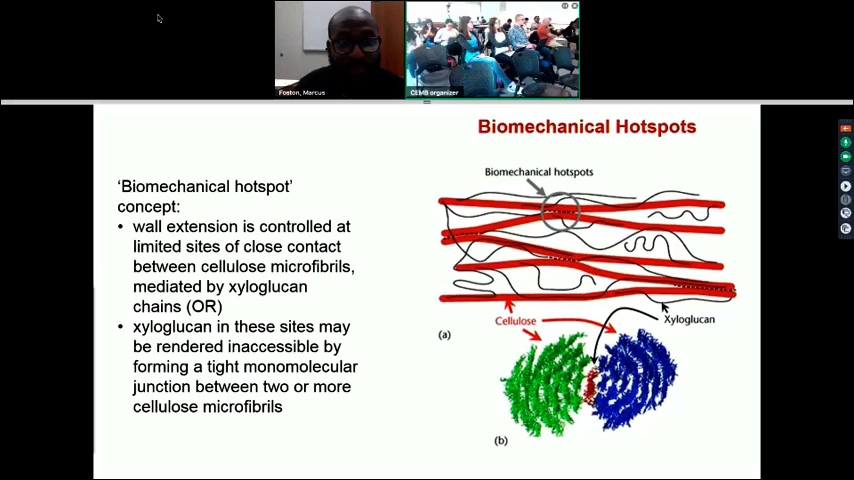 Foston, Marcus
CEMB organizer
Biomechanical Hotspots
‘Biomechanical hotspot’
concept:
• wall extension is controlled at
limited sites of close contact
between cellulose microfibrils,
mediated by xyloglucan
chains (OR)
• xyloglucan in these sites may
be rendered inaccessible by
forming a tight monomolecular
junction between two or more
cellulose microfibrils
Biomechanical hotspots
Cellulose
Xyloglucan
(a)
(b)